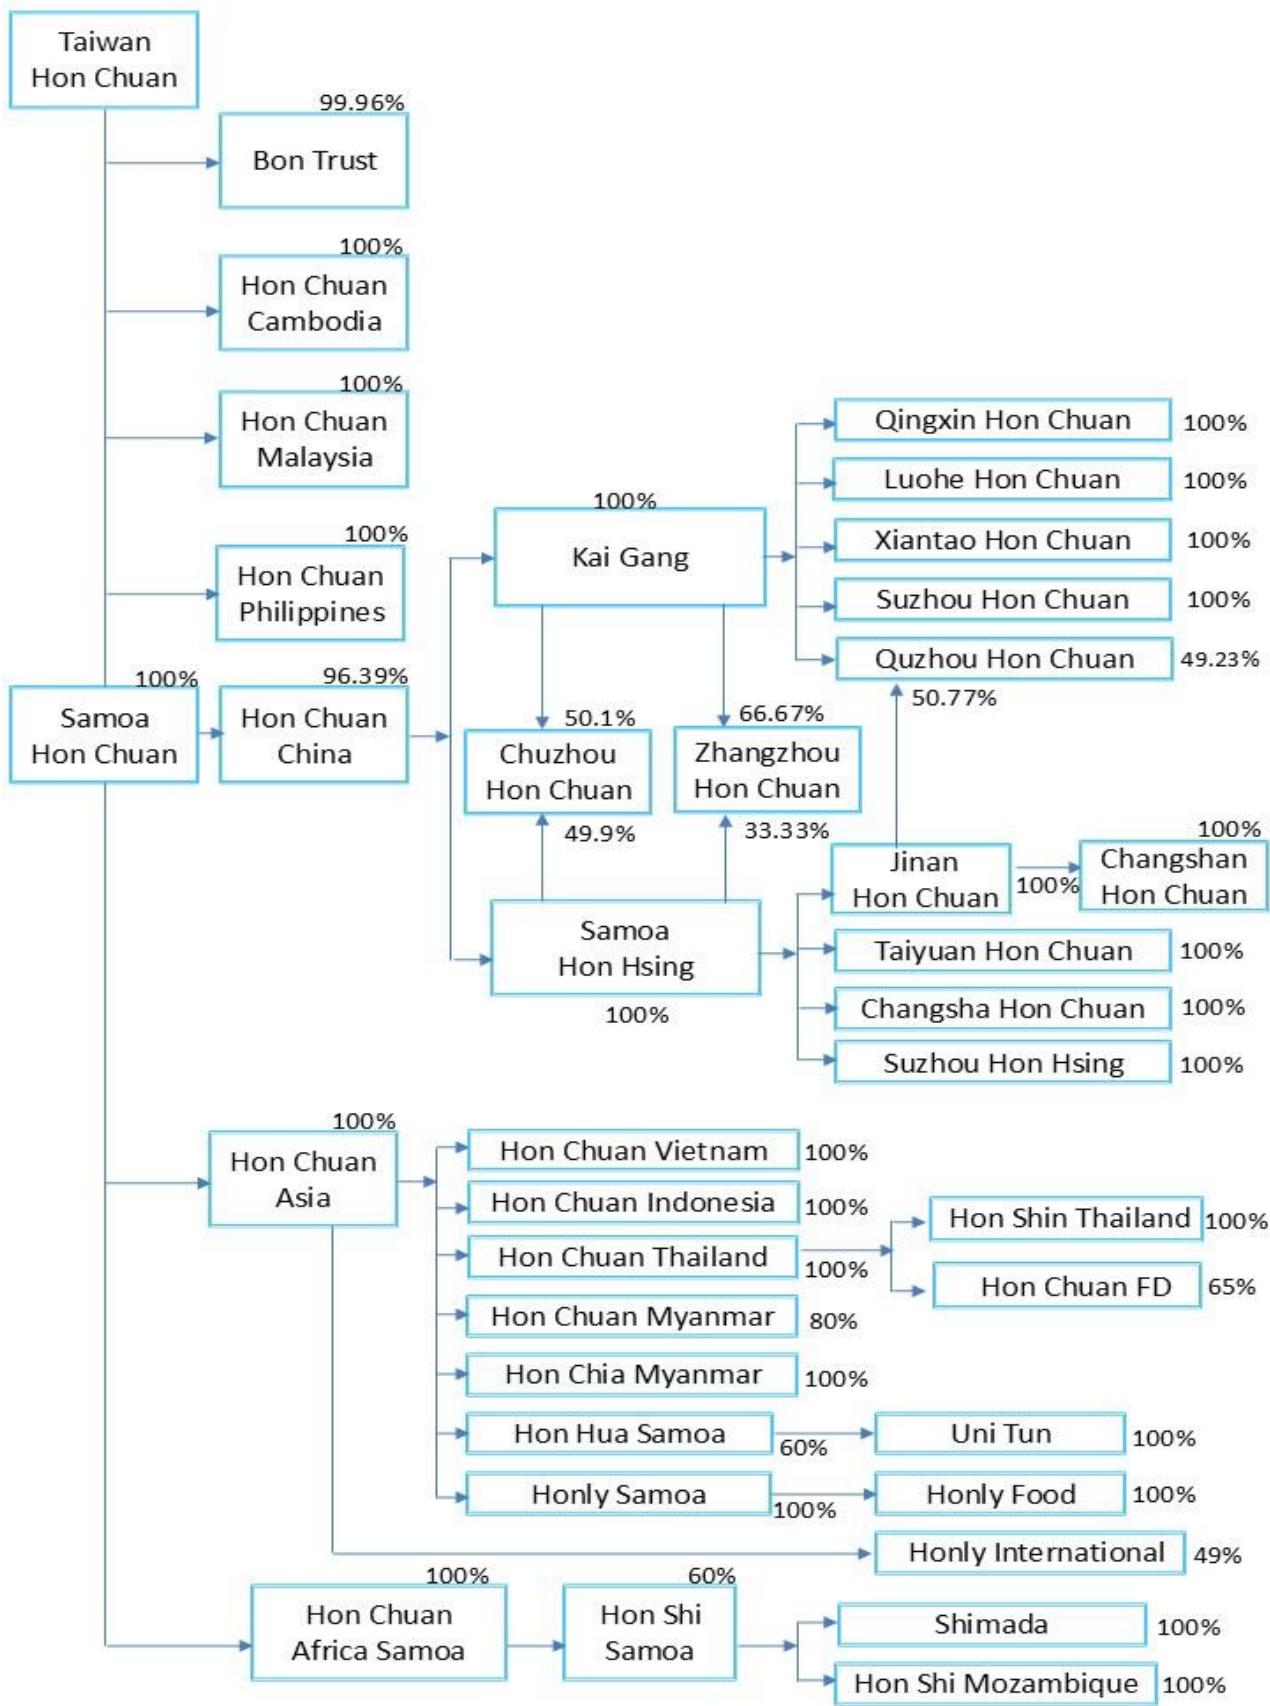 Taiwan
Hon Chuan
99.96%
Bon Trust
100%
Hon Chuan
Cambodia
100%
Hon Chuan
Malaysia
100%
Hon Chuan
Philippines
100%
Samoa
Hon Chuan
96.39%
Hon Chuan
China
100%
Kai Gang
Qingxin Hon Chuan 100%
Luohe Hon Chuan 100%
Xiantao Hon Chuan 100%
Suzhou Hon Chuan 100%
Quzhou Hon Chuan 49.23%
50.77%
50.1%
Chuzhou
Hon Chuan
49.9%
66.67%
Zhangzhou
Hon Chuan
33.33%
Samoa
Hon Hsing
100%
Jinan
Hon Chuan
100%
100%
Changshan
Hon Chuan
Taiyuan Hon Chuan 100%
Changsha Hon Chuan 100%
Suzhou Hon Hsing 100%
100%
Hon Chuan
Asia
Hon Chuan Vietnam 100%
Hon Chuan Indonesia 100%
Hon Chuan Thailand 100%
Hon Shin Thailand 100%
Hon Chuan FD 65%
Hon Chuan Myanmar 80%
Hon Chia Myanmar 100%
Hon Hua Samoa 60%
Uni Tun 100%
Honly Samoa 100%
Honly Food 100%
Honly International 49%
100%
Hon Chuan
Africa Samoa
60%
Hon Shi
Samoa
Shimada 100%
Hon Shi Mozambique 100%